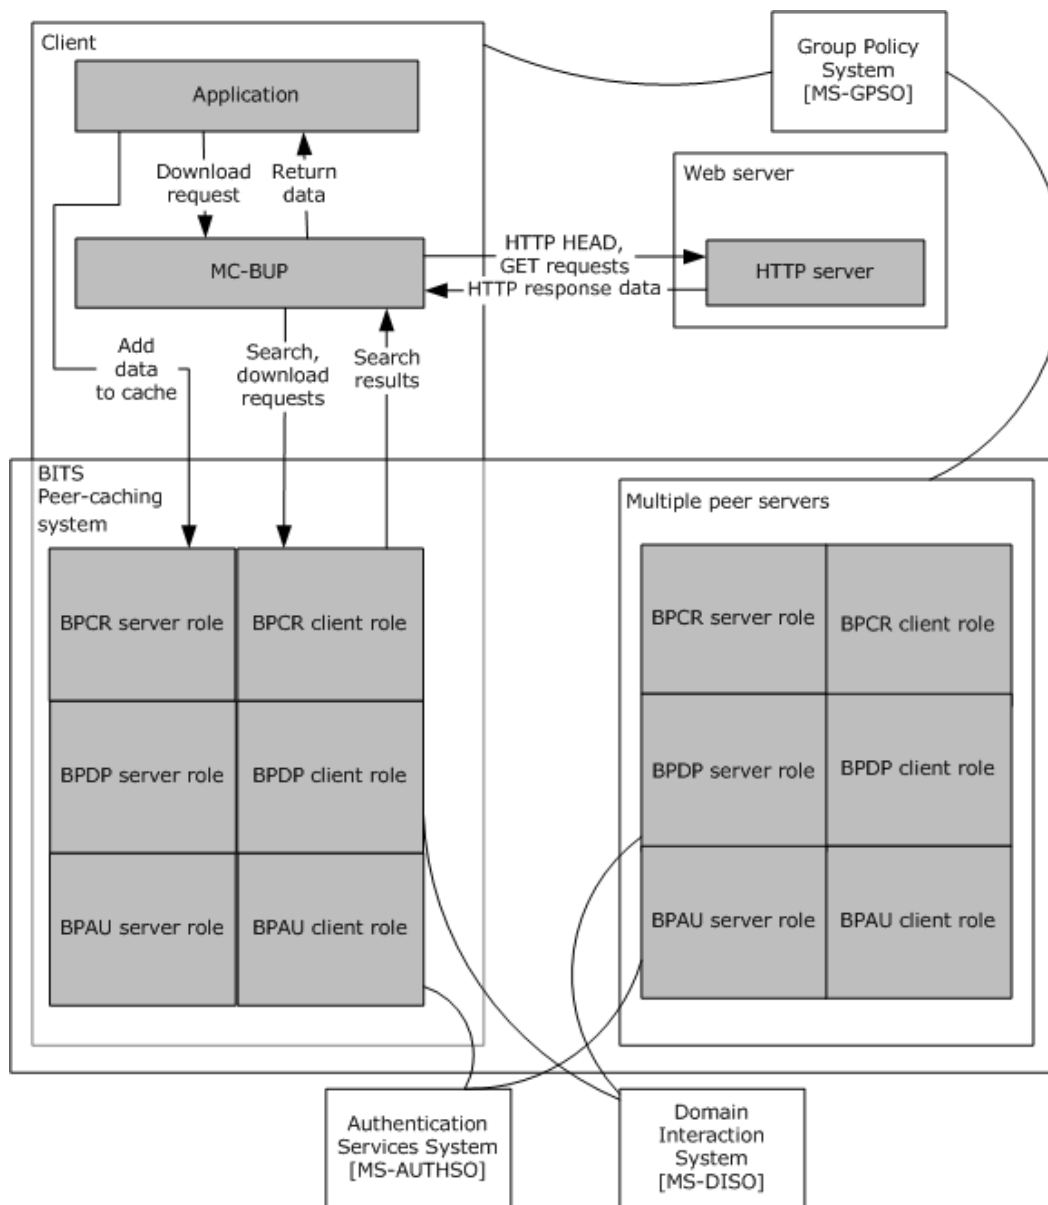 Client
Group Policy
System
[MS-GPSO]
Application
Download
request
Return
data
Web server
MC-BUP
HTTP HEAD,
GET requests
HTTP response data
HTTP server
Add
data
to cache
Search,
download
requests
Search
results
BITS
Peer-caching
system
Multiple peer servers
BPCR server role
BPCR client role
BPCR server role
BPCR client role
BPDP server role
BPDP client role
BPDP server role
BPDP client role
BPAU server role
BPAU client role
BPAU server role
BPAU client role
Authentication
Services System
[MS-AUTHSO]
Domain
Interaction
System
[MS-DISO]